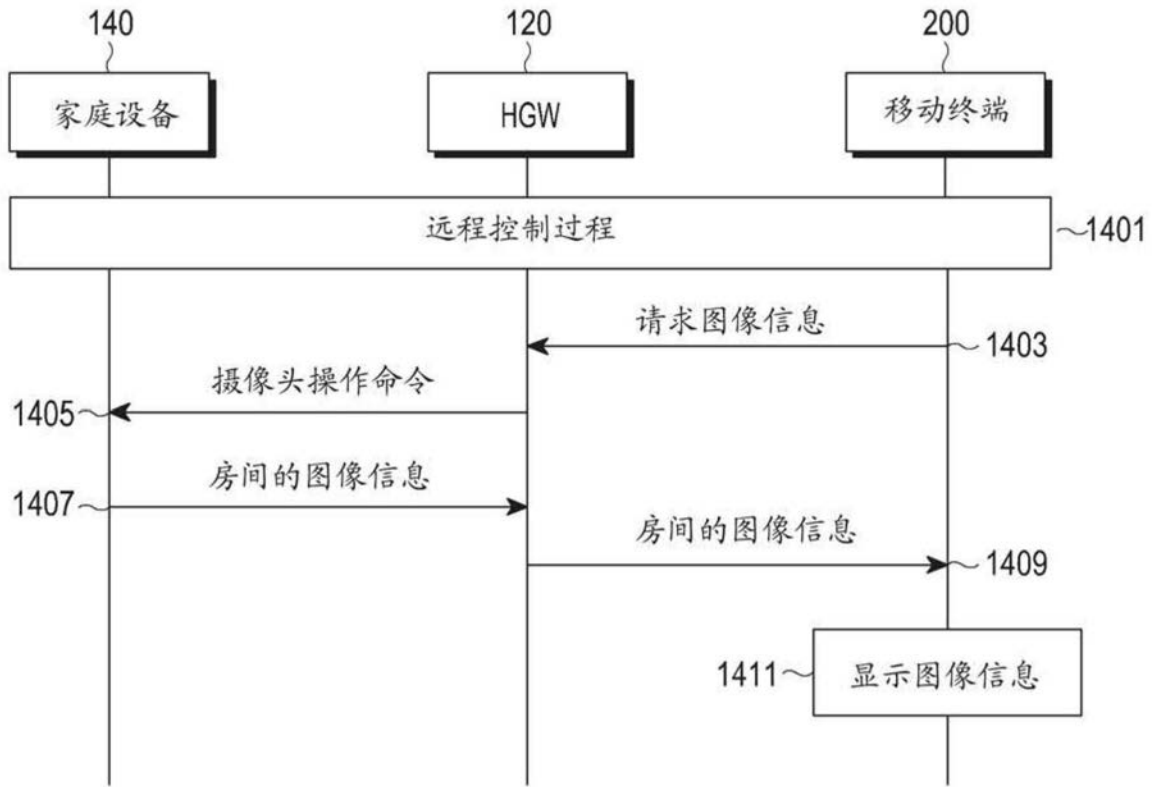 140
120
200
家庭设备
HGW
移动终端
远程控制过程
1401
请求图像信息
1403
摄像头操作命令
1405
房间的图像信息
1407
房间的图像信息
1409
1411
显示图像信息